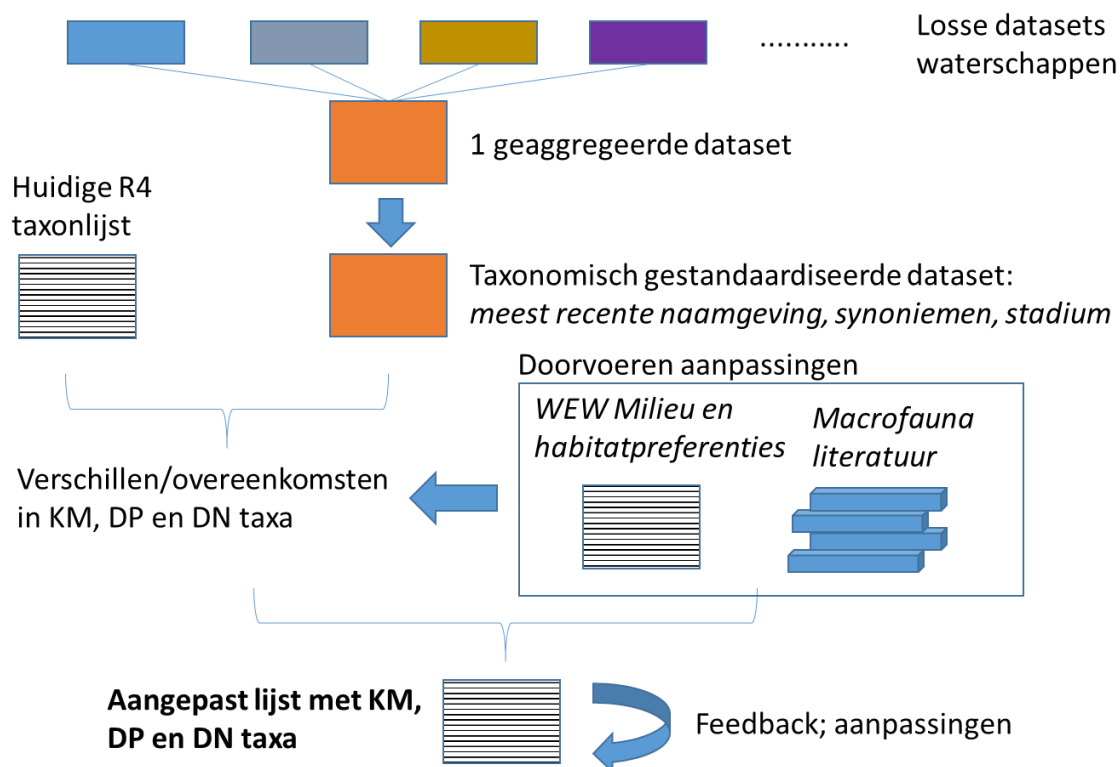 ...........
Losse datasets
waterschappen
1 geaggregeerde dataset
Huidige R4
taxonlijst
Taxonomisch gestandaardiseerde dataset:
meest recente naamgeving, synoniemen, stadium
Doorvoeren aanpassingen
WEW Milieu en
habitatpreferenties
Macrofauna
literatuur
Verschillen/overeenkomsten
in KM, DP en DN taxa
Aangepast lijst met KM,
DP en DN taxa
Feedback; aanpassingen